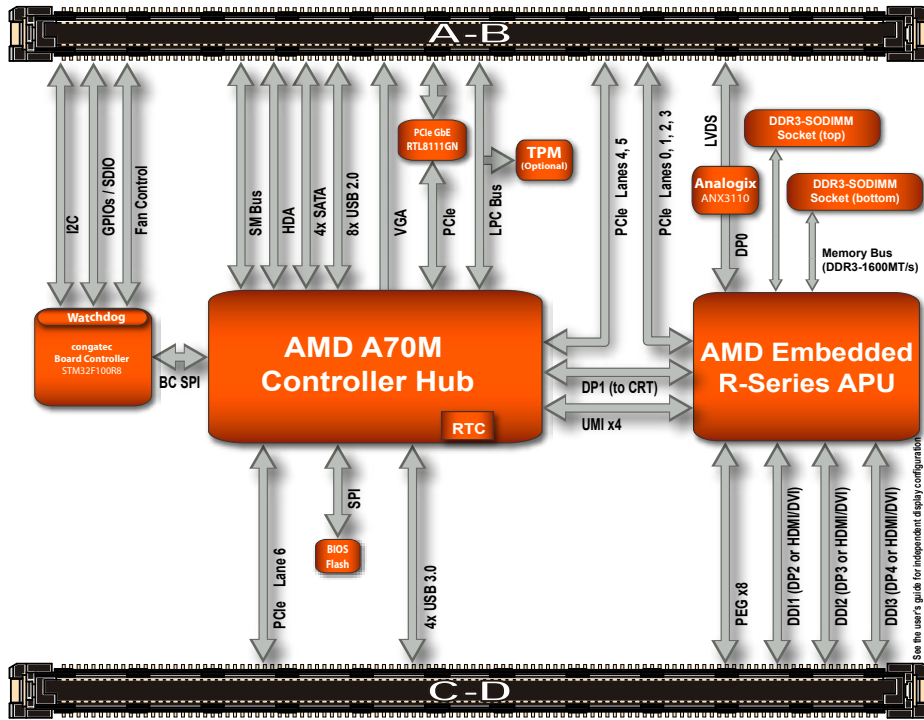 A-B
I2C
GPIOs / SDIO
Fan Control
SM Bus
HDA
4x SATA
8x USB 2.0
VGA
PCIe GbE
RTL8111GN
PCIe
LPC Bus
TPM
(Optional)
PCIe Lanes 4, 5
PCIe Lanes 0, 1, 2, 3
LVDS
Analogix
ANX3110
DP0
DDR3-SODIMM
Socket (top)
DDR3-SODIMM
Socket (bottom)
Memory Bus
(DDR3-1600MT/s)
Watchdog
congatec
Board Controller
STM32F100R8
BC SPI
AMD A70M
Controller Hub
RTC
DP1 (to CRT)
UMI x4
AMD Embedded
R-Series APU
PCIe Lane 6
SPI
BIOS
Flash
4x USB 3.0
PEG x8
DDI1 (DP2 or HDMI/DVI)
DDI2 (DP3 or HDMI/DVI)
DDI3 (DP4 or HDMI/DVI)
See the user's guide for independent display configuration
C-D